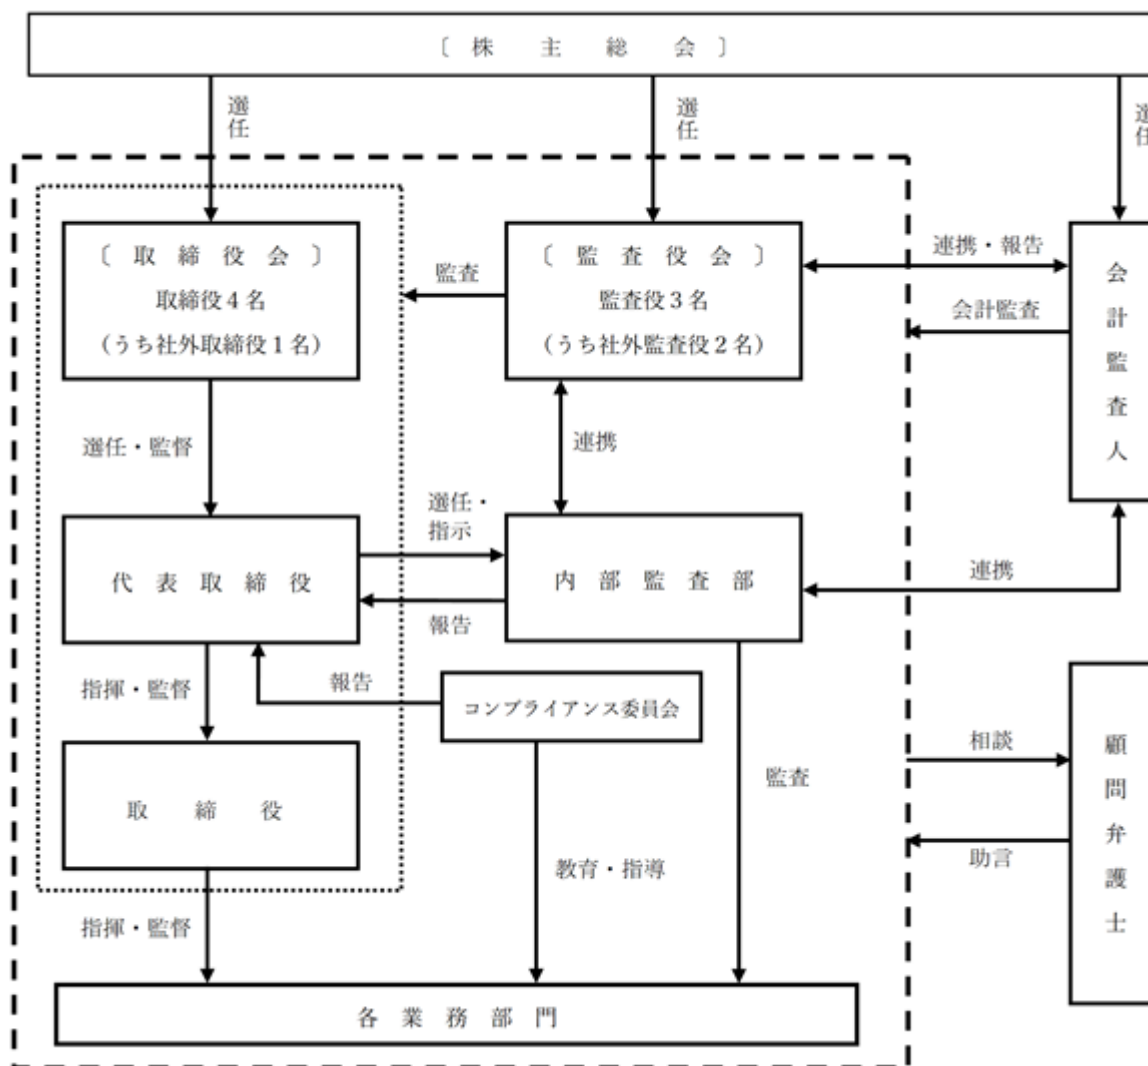 〔 株 主 総 会 〕
選任
選任
選任
〔 取 締 役 会 〕
取締役4名
（うち社外取締役1名）
監査
〔 監 査 役 会 〕
監査役3名
（うち社外監査役2名）
連携・報告
会計監査
会計監査人
選任・監督
連携
代 表 取 締 役
選任・
指示
報告
内 部 監 査 部
連携
指揮・監督
報告
コンプライアンス委員会
取 締 役
監査
相談
助言
顧問弁護士
指揮・監督
教育・指導
各 業 務 部 門